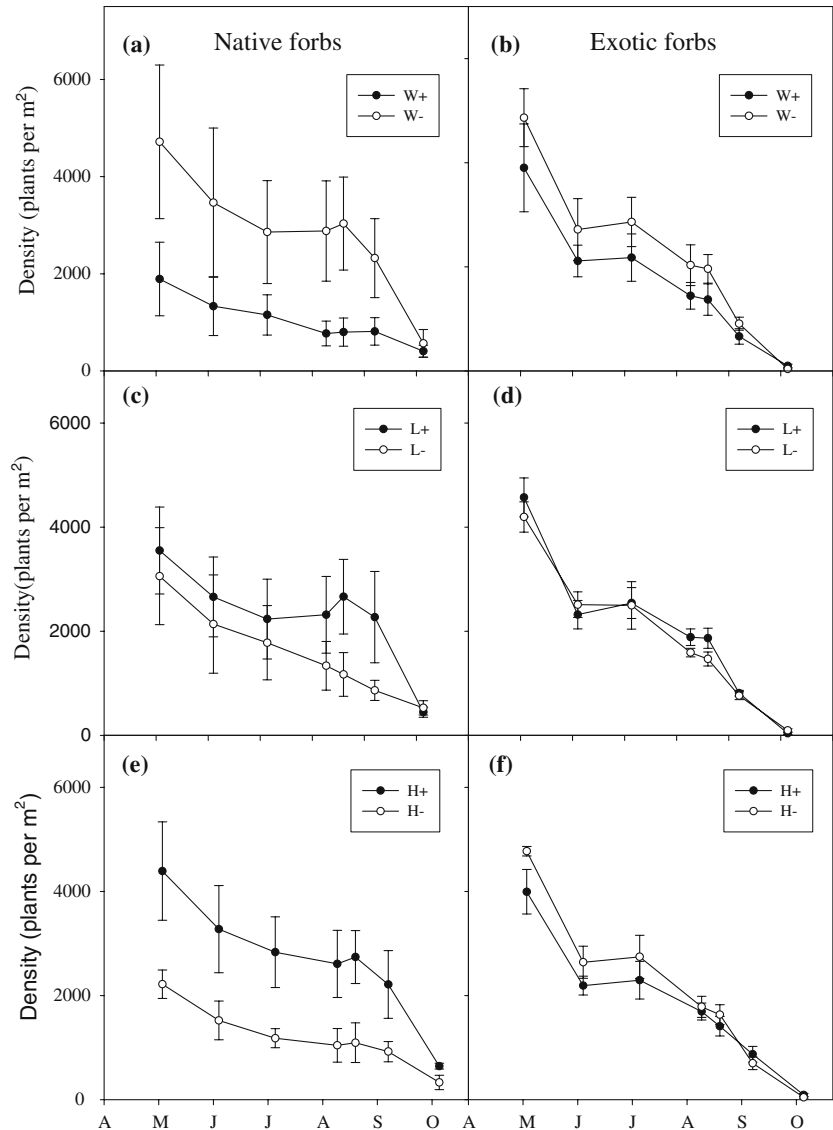 Native forbs
Exotic forbs
(a)
W+
W-
(b)
W+
W-
6000
4000
2000
0
Density (plants per m²)
(c)
L+
L-
(d)
L+
L-
6000
4000
2000
0
Density(plants per m²)
(e)
H+
H-
(f)
H+
H-
6000
4000
2000
0
Density (plants per m²)
A M J J A S O
A M J J A S O